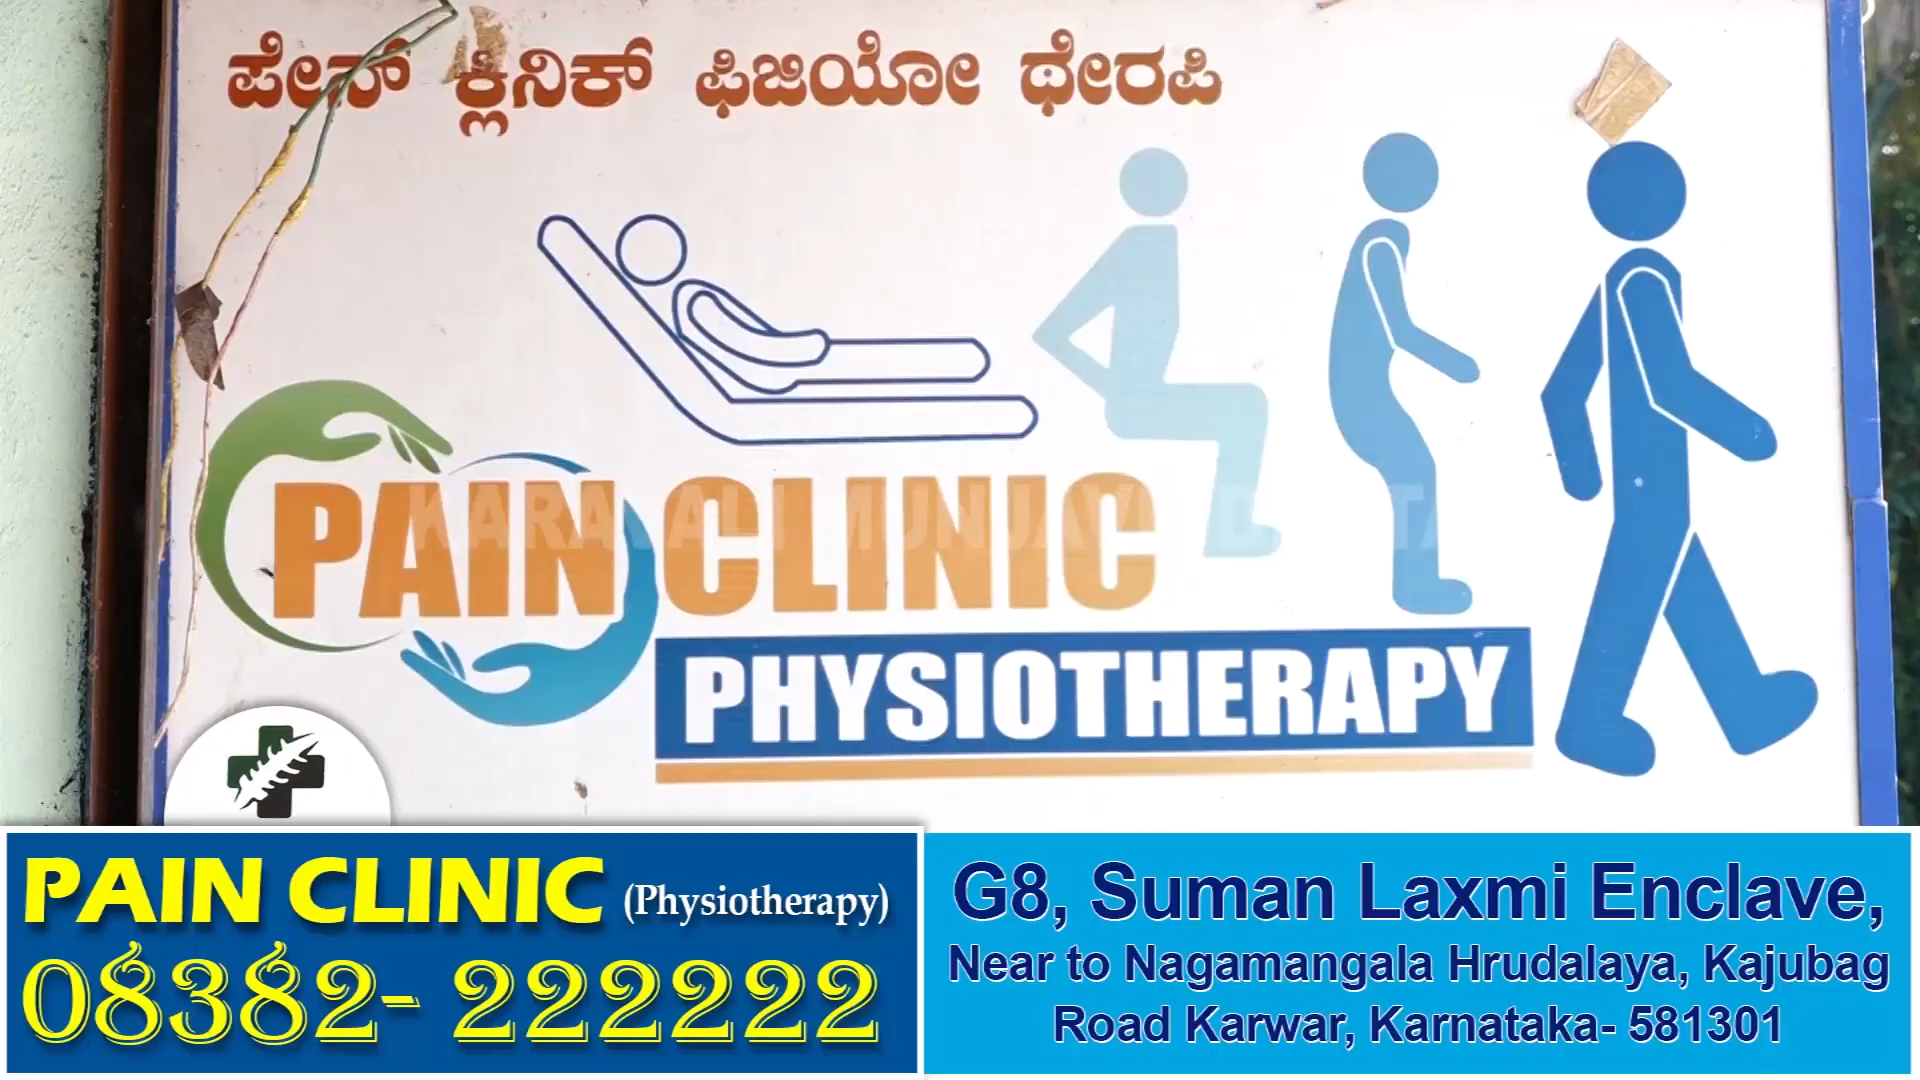 ಪೇನ್ ಕ್ಲಿನಿಕ್ ಫಿಜಿಯೋ ಥೇರಪಿ
PAIN CLINIC
PHYSIOTHERAPY
PAIN CLINIC (Physiotherapy)
08382- 222222
G8, Suman Laxmi Enclave,
Near to Nagamangala Hrudalaya, Kajubag
Road Karwar, Karnataka- 581301